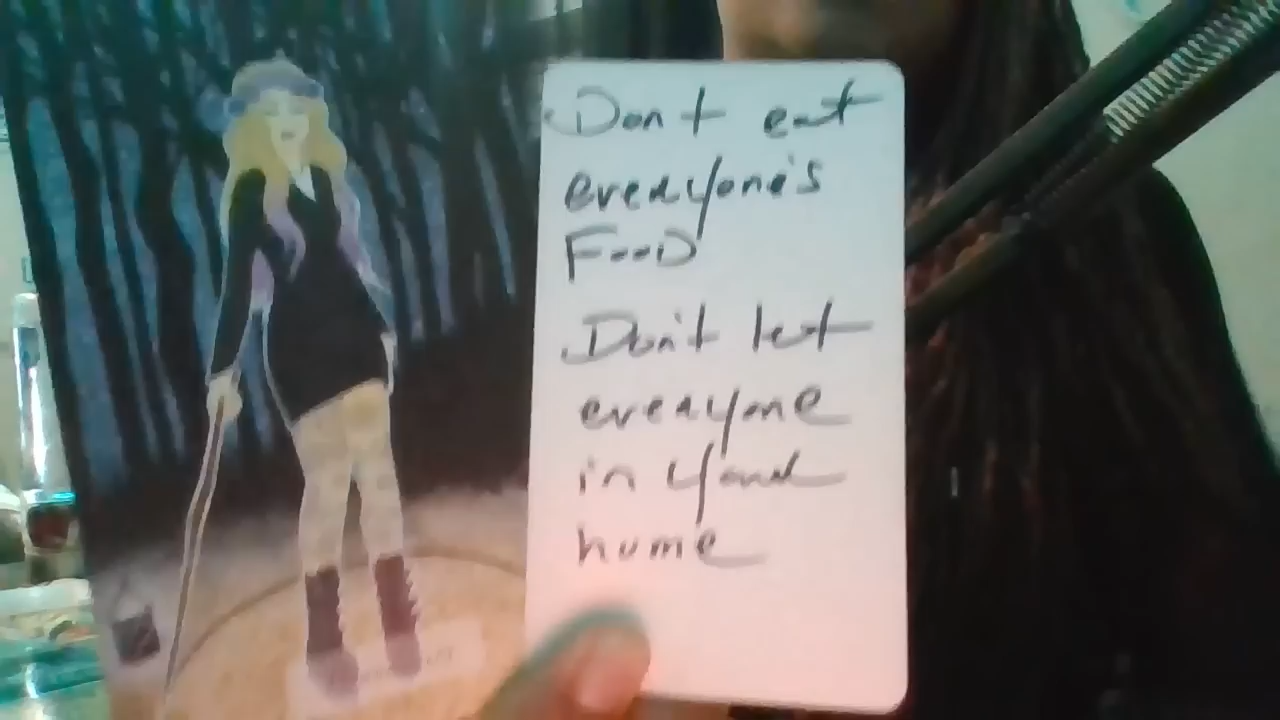 Don't eat
everyone's
FooD
Don't let
everyone
in your
home